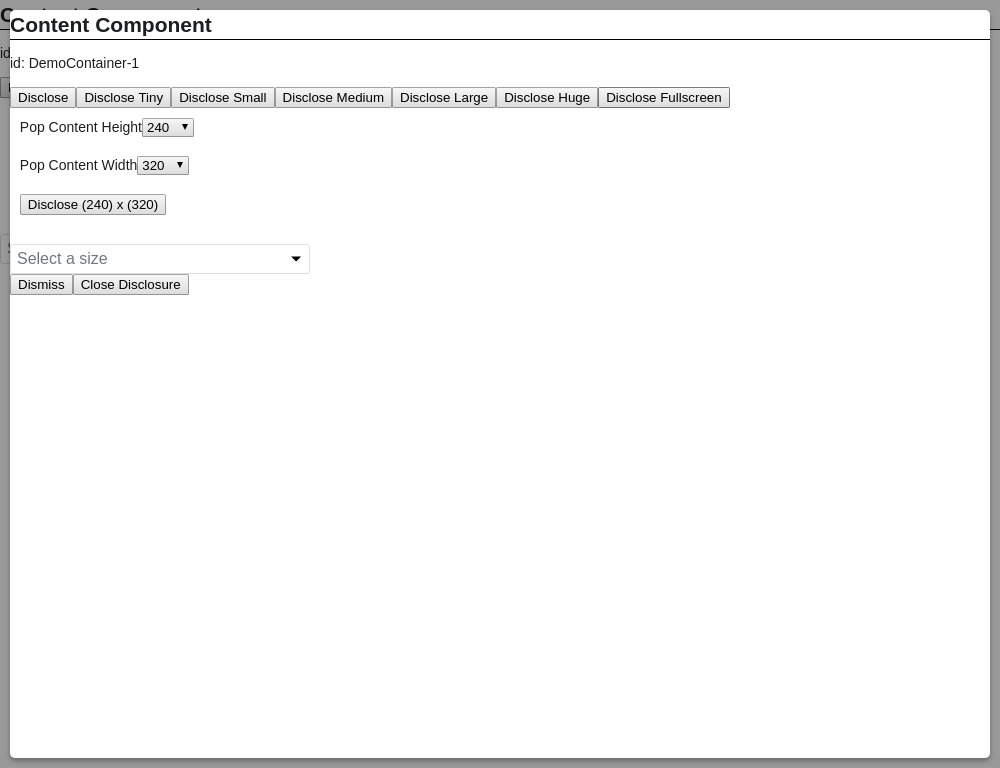 Content Component
id: DemoContainer-1
Disclose Disclose Tiny Disclose Small Disclose Medium Disclose Large Disclose Huge Disclose Fullscreen
Pop Content Height 240
Pop Content Width 320
Disclose (240) x (320)
Select a size
Dismiss Close Disclosure